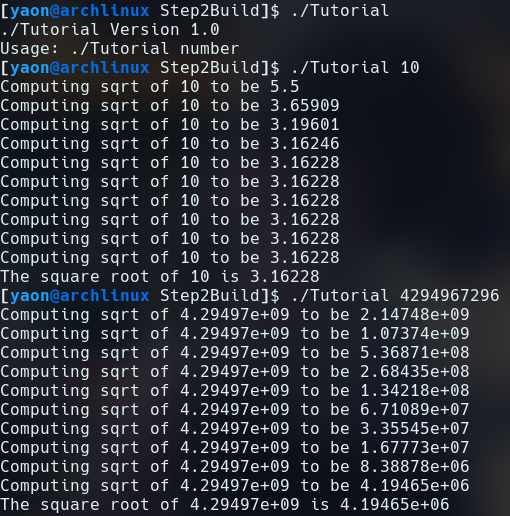 [yaon@archlinux Step2Build]$ ./Tutorial
./Tutorial Version 1.0
Usage: ./Tutorial number
[yaon@archlinux Step2Build]$ ./Tutorial 10
Computing sqrt of 10 to be 5.5
Computing sqrt of 10 to be 3.65909
Computing sqrt of 10 to be 3.19601
Computing sqrt of 10 to be 3.16246
Computing sqrt of 10 to be 3.16228
Computing sqrt of 10 to be 3.16228
Computing sqrt of 10 to be 3.16228
Computing sqrt of 10 to be 3.16228
Computing sqrt of 10 to be 3.16228
Computing sqrt of 10 to be 3.16228
The square root of 10 is 3.16228
[yaon@archlinux Step2Build]$ ./Tutorial 4294967296
Computing sqrt of 4.29497e+09 to be 2.14748e+09
Computing sqrt of 4.29497e+09 to be 1.07374e+09
Computing sqrt of 4.29497e+09 to be 5.36871e+08
Computing sqrt of 4.29497e+09 to be 2.68435e+08
Computing sqrt of 4.29497e+09 to be 1.34218e+08
Computing sqrt of 4.29497e+09 to be 6.71089e+07
Computing sqrt of 4.29497e+09 to be 3.35545e+07
Computing sqrt of 4.29497e+09 to be 1.67773e+07
Computing sqrt of 4.29497e+09 to be 8.38878e+06
Computing sqrt of 4.29497e+09 to be 4.19465e+06
The square root of 4.29497e+09 is 4.19465e+06